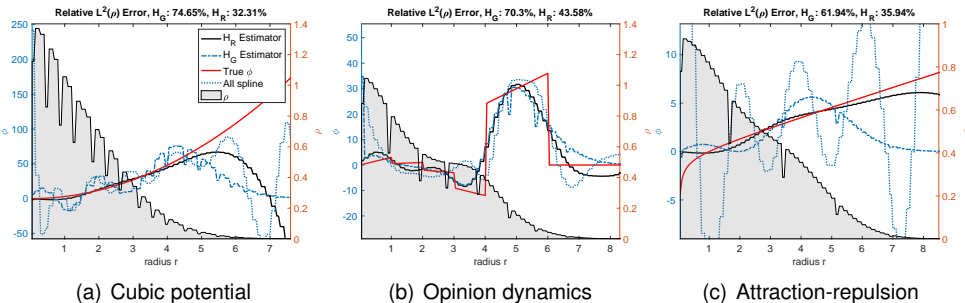 Relative L²(ρ) Error, H_G: 74.65%, H_R: 32.31%
250
200
150
100
50
0
-50
ϕ
1.4
1.2
1
0.8
0.6
0.4
0.2
0
ρ
H_R Estimator
H_G Estimator
True ϕ
All spline
ρ
1 2 3 4 5 6 7
radius r
(a) Cubic potential
Relative L²(ρ) Error, H_G: 70.3%, H_R: 43.58%
50
40
30
20
10
0
-10
-20
ϕ
1.4
1.2
1
0.8
0.6
0.4
0.2
0
ρ
1 2 3 4 5 6 7 8
radius r
(b) Opinion dynamics
Relative L²(ρ) Error, H_G: 61.94%, H_R: 35.94%
10
5
0
-5
ϕ
1
0.8
0.6
0.4
0.2
0
ρ
1 2 3 4 5 6 7 8
radius r
(c) Attraction-repulsion